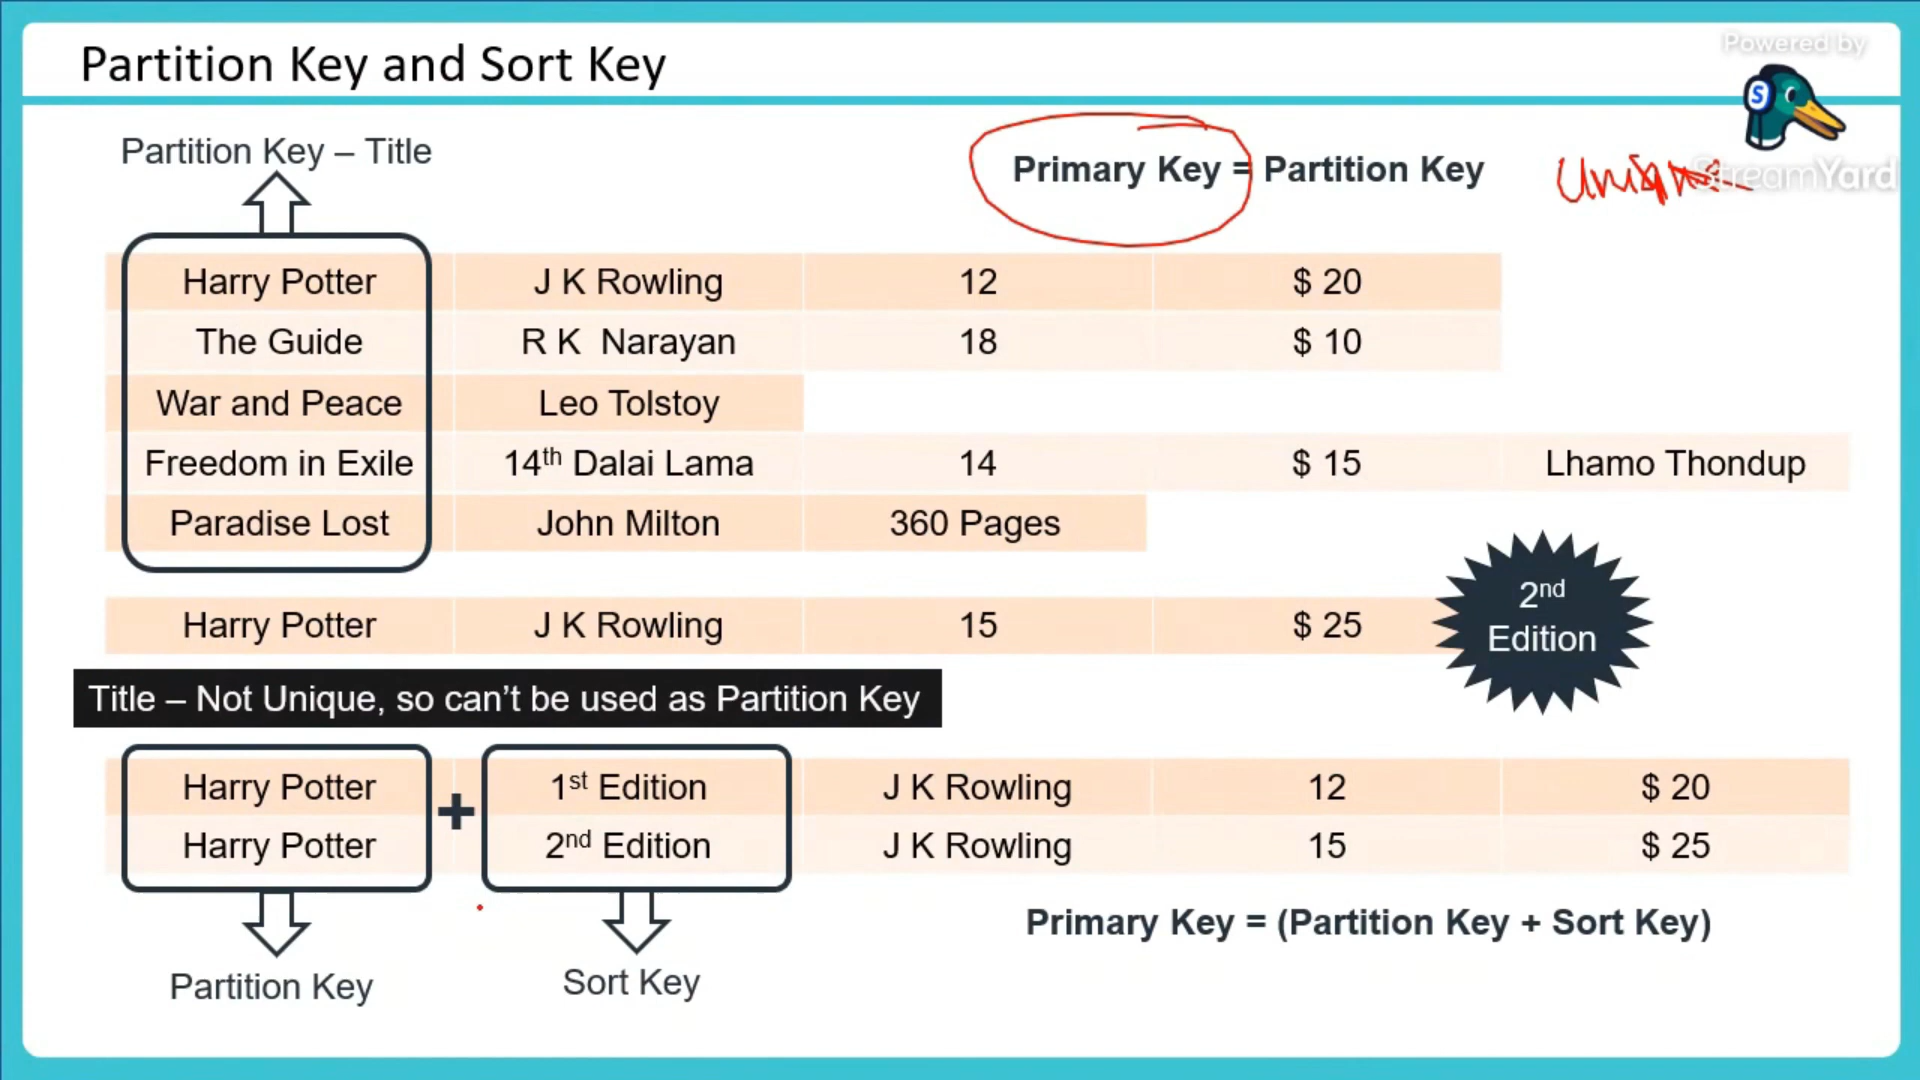 Partition Key and Sort Key
Powered by
StreamYard
Partition Key – Title
Primary Key = Partition Key
Unique
Harry Potter J K Rowling 12 $ 20
The Guide R K Narayan 18 $ 10
War and Peace Leo Tolstoy
Freedom in Exile 14th Dalai Lama 14 $ 15 Lhamo Thondup
Paradise Lost John Milton 360 Pages
Harry Potter J K Rowling 15 $ 25
2nd
Edition
Title – Not Unique, so can’t be used as Partition Key
Harry Potter + 1st Edition J K Rowling 12 $ 20
Harry Potter 2nd Edition J K Rowling 15 $ 25
Primary Key = (Partition Key + Sort Key)
Partition Key Sort Key